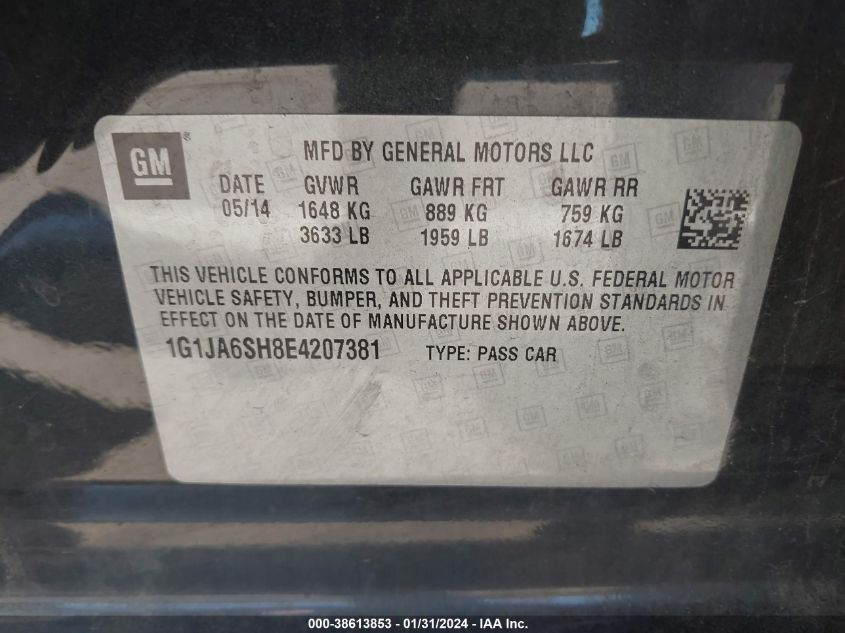 GM
MFD BY GENERAL MOTORS LLC
DATE GVWR GAWR FRT GAWR RR
05/14 1648 KG 889 KG 759 KG
3633 LB 1959 LB 1674 LB
THIS VEHICLE CONFORMS TO ALL APPLICABLE U.S. FEDERAL MOTOR
VEHICLE SAFETY, BUMPER, AND THEFT PREVENTION STANDARDS IN
EFFECT ON THE DATE OF MANUFACTURE SHOWN ABOVE.
1G1JA6SH8E4207381 TYPE: PASS CAR
000-38613853 / 01/31/2024 - IAA Inc.